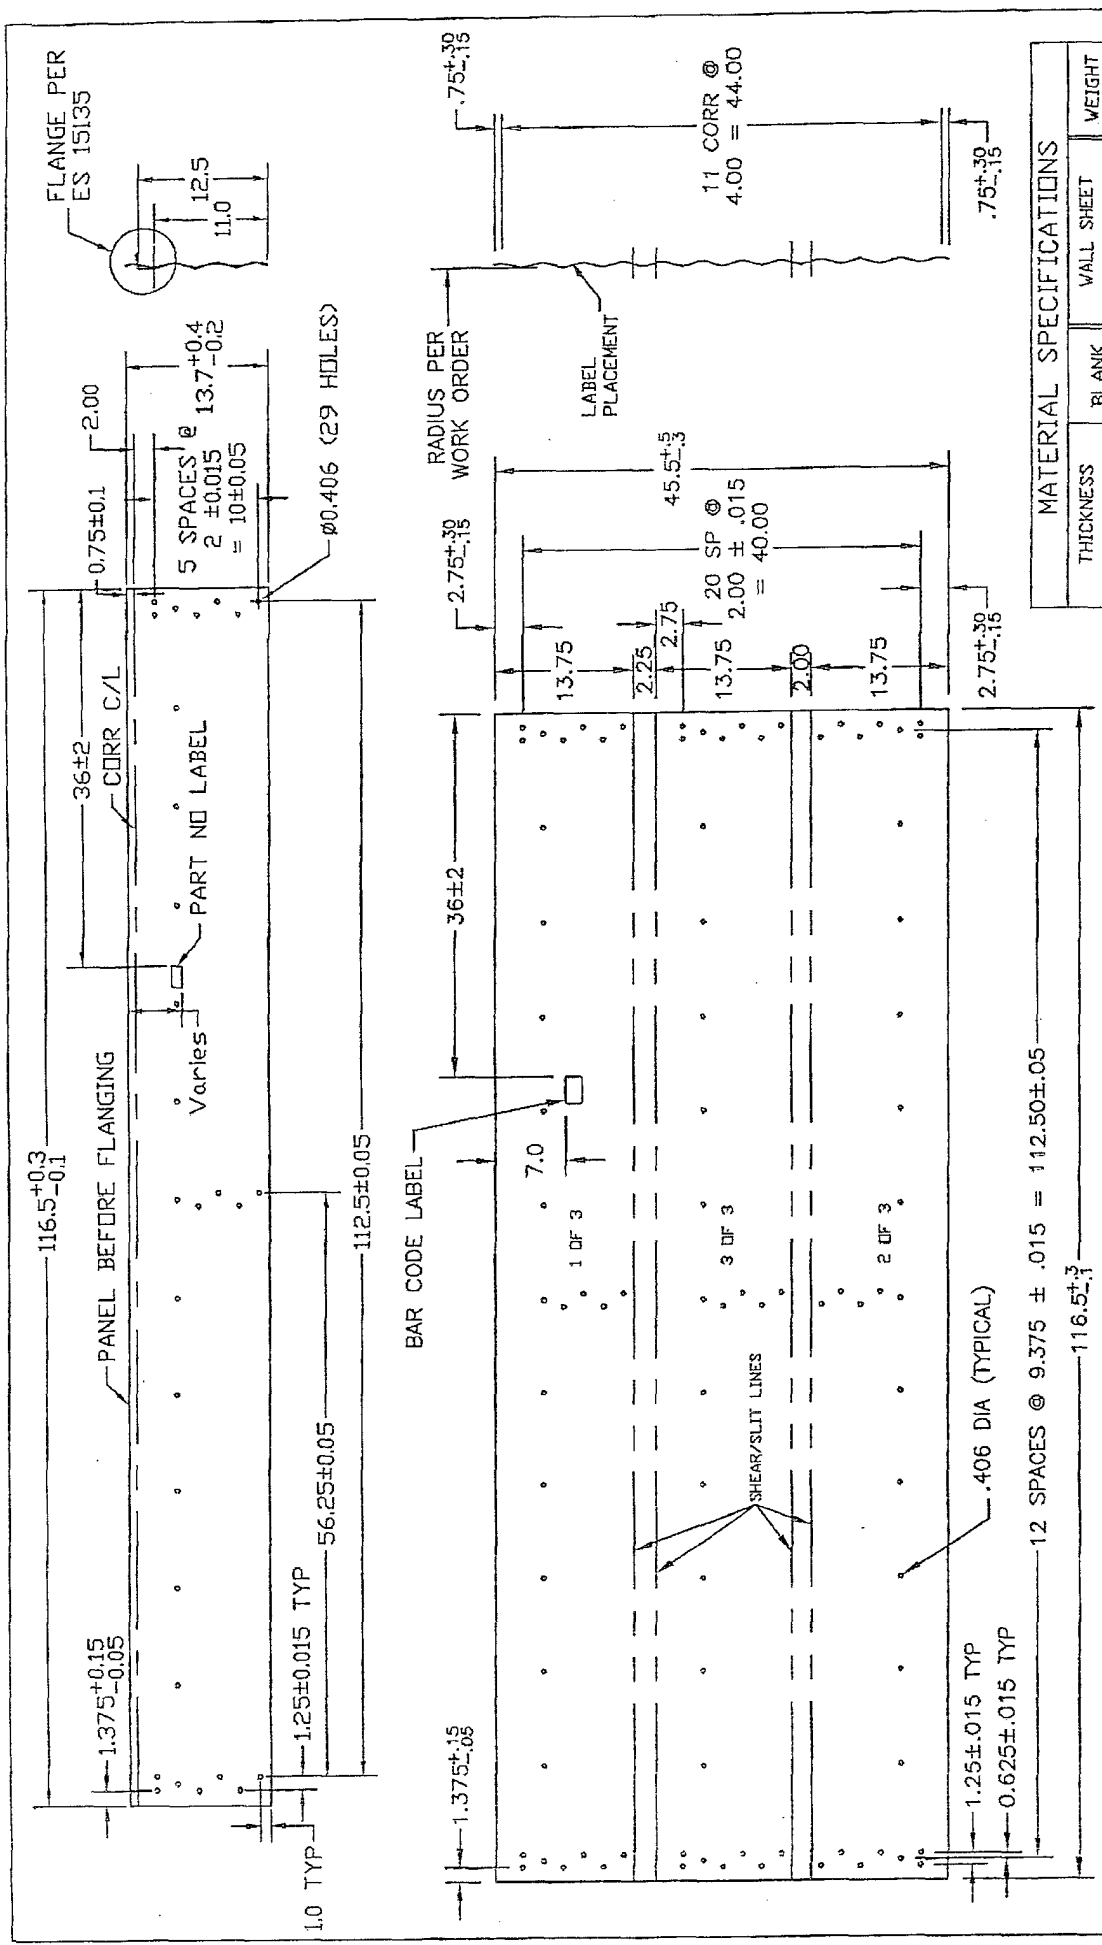 FLANGE PER
ES 15135
12.5
11.0
116.5+0.3
-0.1
36±2
CORR C/L
PANEL BEFORE FLANGING
PART NO LABEL
Varies
0.75±0.1
2.00
5 SPACES @
2 ±0.015
= 10±0.05
13.7+0.4
-0.2
ø0.406 (29 HOLES)
1.375+0.15
-0.05
1.25±0.015 TYP
56.25±0.05
112.5±0.05
1.0 TYP
RADIUS PER
WORK ORDER
LABEL
PLACEMENT
.75+.30
-.15
11 CORR @
4.00 = 44.00
.75+.30
-.15
2.75+.30
-.15
45.5+.5
-.3
20 SP @
2.00 ± .015
= 40.00
13.75
2.25
2.75
13.75
2.00
13.75
2.75+.30
-.15
36±2
BAR CODE LABEL
7.0
1 OF 3
3 OF 3
2 OF 3
SHEAR/SLIT LINES
1.375+.15
-.05
.406 DIA (TYPICAL)
1.25±.015 TYP
0.625±.015 TYP
12 SPACES @ 9.375 ± .015 = 112.50±.05
116.5+.3
-.1
MATERIAL SPECIFICATIONS
THICKNESS
BLANK
WALL SHEET
WEIGHT